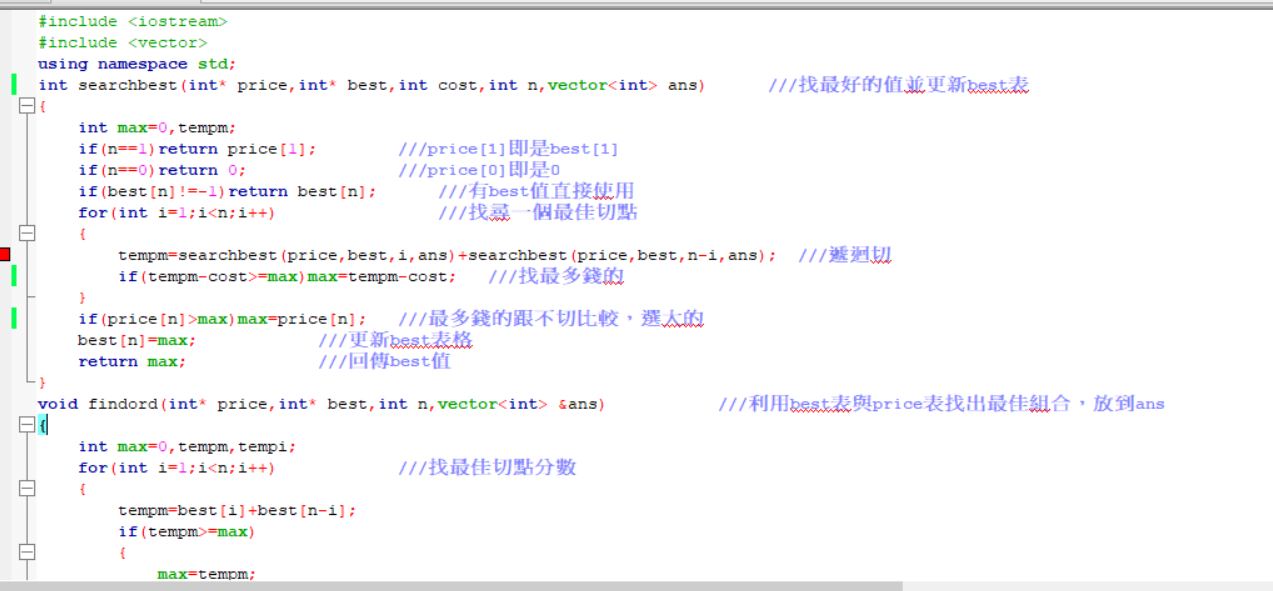 #include <iostream>
#include <vector>
using namespace std;
int searchbest(int* price,int* best,int cost,int n,vector<int> ans) ///找最好的值並更新best表
{
int max=0,tempm;
if(n==1)return price[1]; ///price[1]即是best[1]
if(n==0)return 0; ///price[0]即是0
if(best[n]!=-1)return best[n]; ///有best值直接使用
for(int i=1;i<n;i++) ///找尋一個最佳切點
{
tempm=searchbest(price,best,i,ans)+searchbest(price,best,n-i,ans); ///遞迴切
if(tempm-cost>=max)max=tempm-cost; ///找最多錢的
}
if(price[n]>max)max=price[n]; ///最多錢的跟不切比較，選大的
best[n]=max; ///更新best表格
return max; ///回傳best值
}
void findord(int* price,int* best,int n,vector<int> &ans) ///利用best表與price表找出最佳組合，放到ans
{
int max=0,tempm,tempi;
for(int i=1;i<n;i++) ///找最佳切點分數
{
tempm=best[i]+best[n-i];
if(tempm>=max)
{
max=tempm;